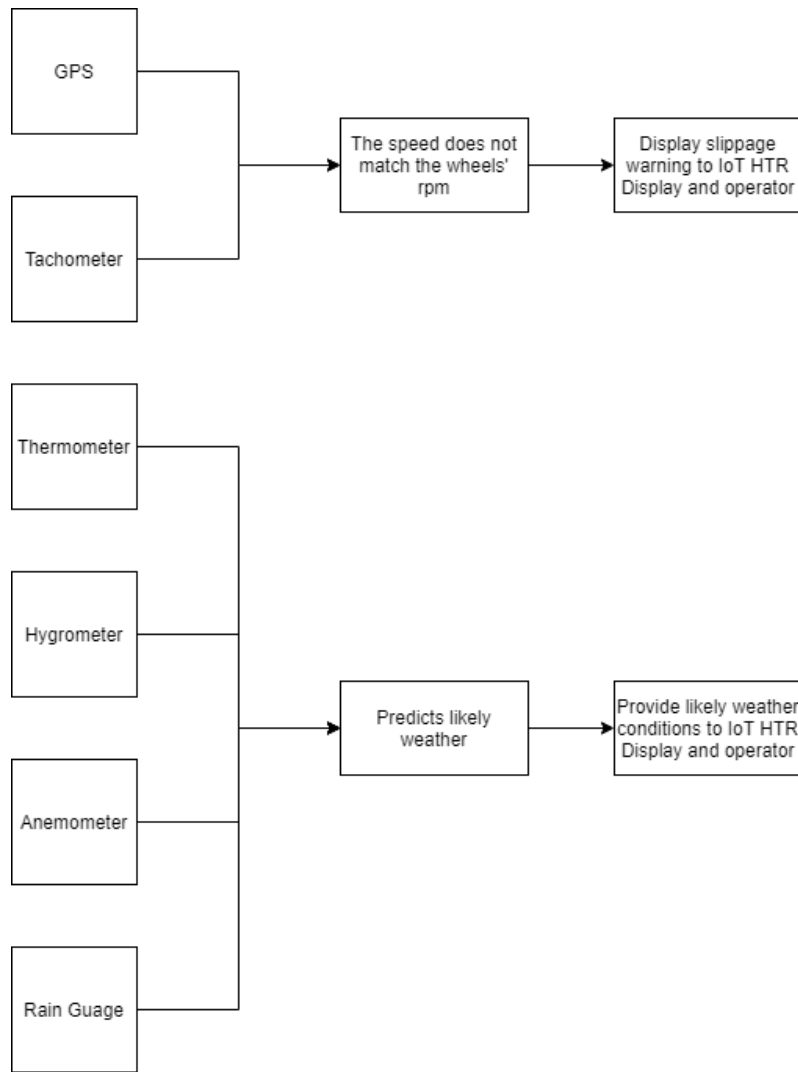 GPS
The speed does not
match the wheels'
rpm
Display slippage
warning to IoT HTR
Display and operator
Tachometer
Thermometer
Hygrometer
Predicts likely
weather
Provide likely weather
conditions to IoT HTR
Display and operator
Anemometer
Rain Guage